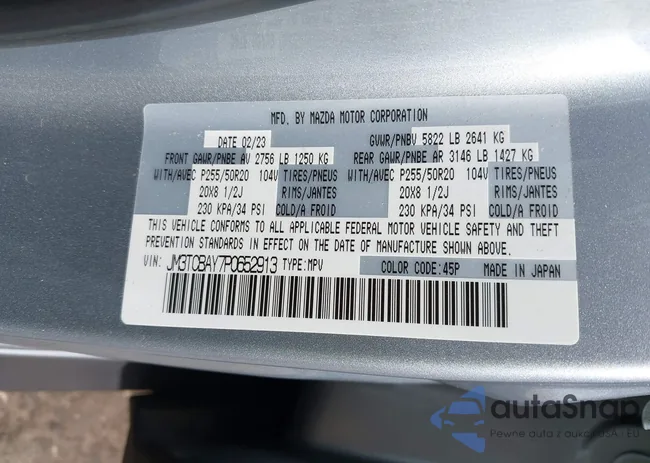 MFD. BY MAZDA MOTOR CORPORATION
DATE 02/23 GVWR/PNBV 5822 LB 2641 KG
FRONT GAWR/PNBE AV 2756 LB 1250 KG REAR GAWR/PNBE AR 3146 LB 1427 KG
WITH/AVEC P255/50R20 104V TIRES/PNEUS WITH/AVEC P255/50R20 104V TIRES/PNEUS
20X8 1/2J RIMS/JANTES 20X8 1/2J RIMS/JANTES
230 KPA/34 PSI COLD/A FROID 230 KPA/34 PSI COLD/A FROID
THIS VEHICLE CONFORMS TO ALL APPLICABLE FEDERAL MOTOR VEHICLE SAFETY AND THEFT
PREVENTION STANDARDS IN EFFECT ON THE DATE OF MANUFACTURE SHOWN ABOVE.
VIN: JM3TCBAY7P0652913 TYPE:MPV COLOR CODE:45P MADE IN JAPAN
autoSnap
Pewne auta z aukcji USA - EU